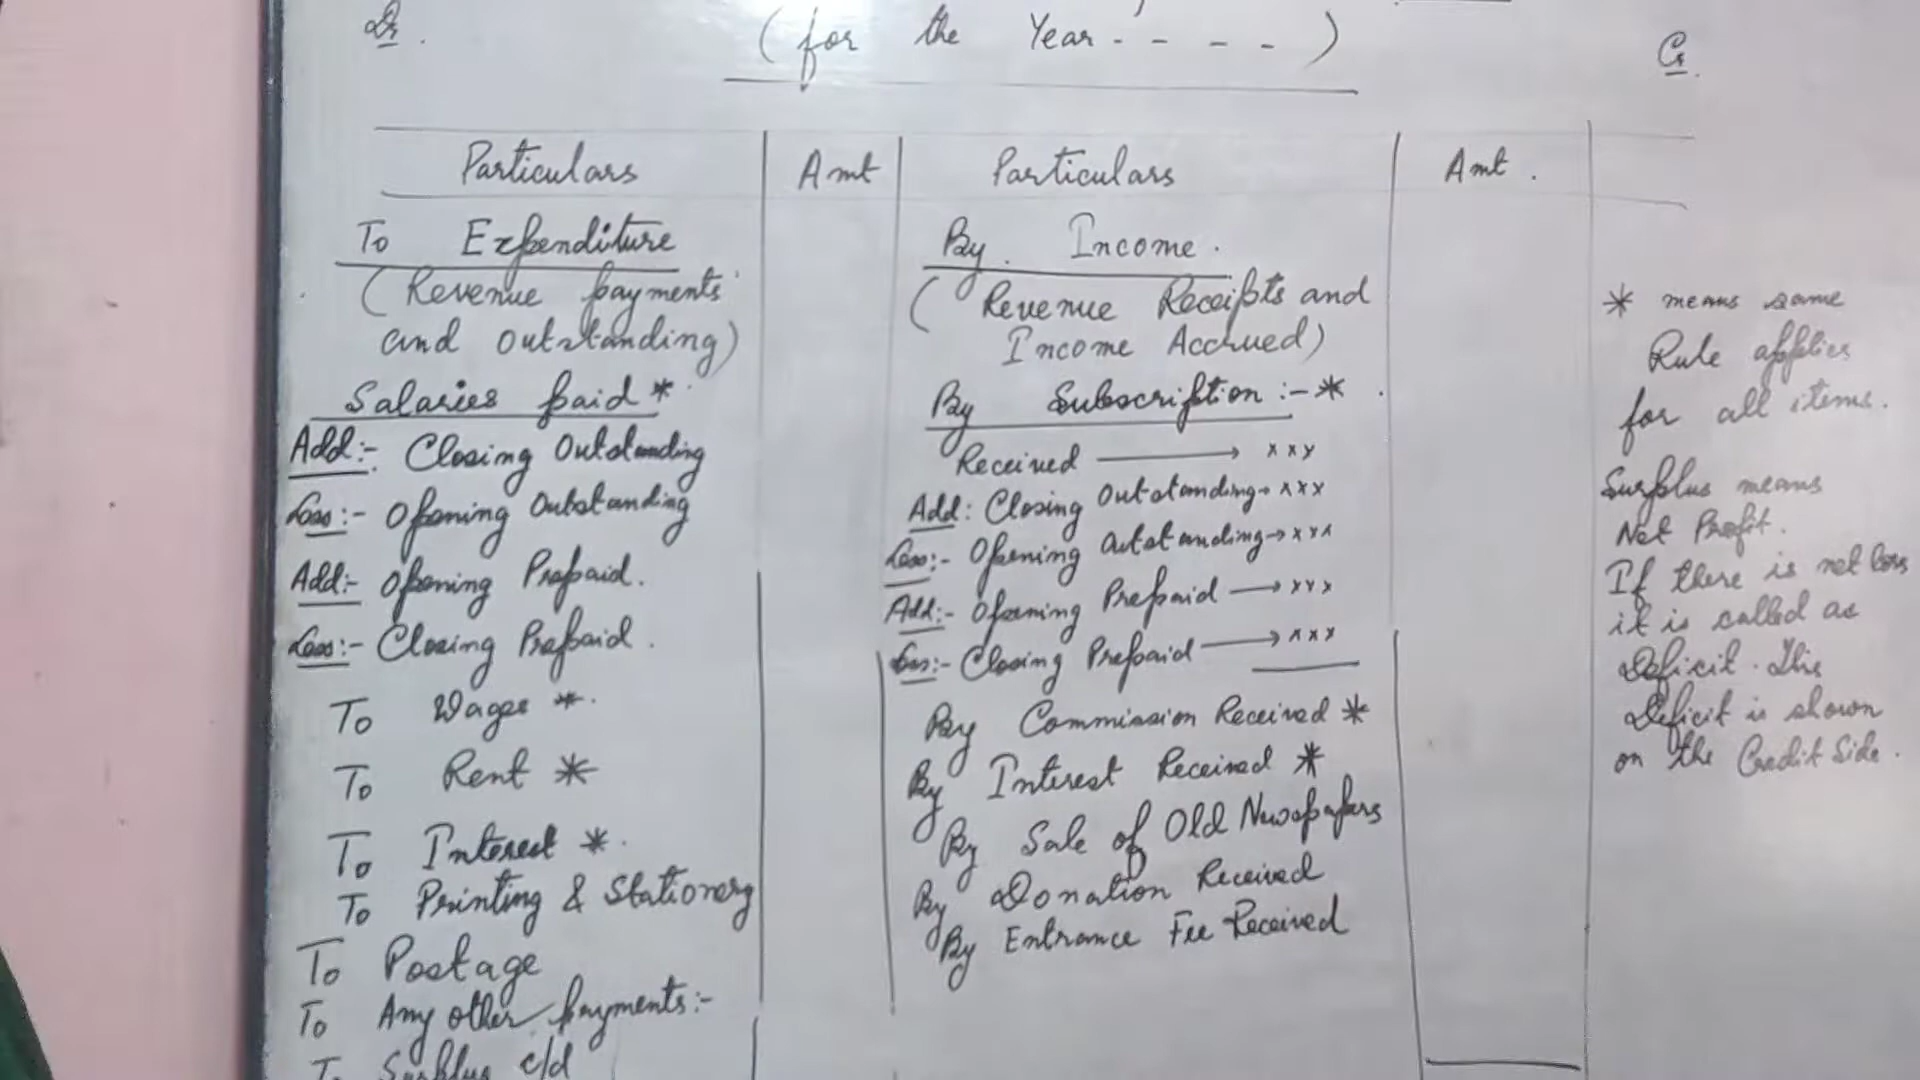 Dr.
(for the Year - - - - )
Cr.
Particulars
Amt
Particulars
Amt.
To Expenditure
(Revenue payments
and outstanding)
Salaries paid *
Add:- Closing Outstanding
Less:- Opening Outstanding
Add:- Opening Prepaid.
Less:- Closing Prepaid.
To Wages *.
To Rent *
To Interest *.
To Printing & Stationery
To Postage
To Any other payments:-
To Surplus c/d
By. Income.
(Revenue Receipts and
Income Accrued)
By Subscription :- *
Received → xxx
Add: Closing Outstanding → xxx
Less:- Opening Outstanding → xxx
Add:- Opening Prepaid → xxx
Less:- Closing Prepaid → xxx
By Commission Received *
By Interest Received *
By Sale of Old Newspapers
By Donation Received
By Entrance Fee Received
* means same
Rule applies
for all items.
Surplus means
Net Profit.
If there is net loss
it is called as
Deficit. This
Deficit is shown
on the Credit Side.